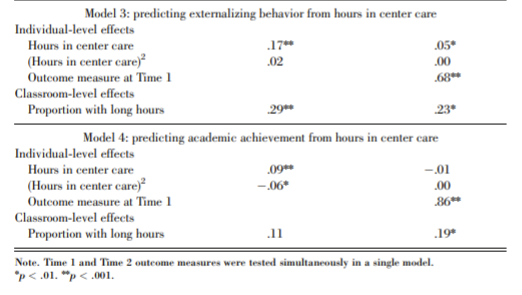 Model 3: predicting externalizing behavior from hours in center care
Individual-level effects
Hours in center care .17** .05*
(Hours in center care)² .02 .00
Outcome measure at Time 1 .68**
Classroom-level effects
Proportion with long hours .29** .23*
Model 4: predicting academic achievement from hours in center care
Individual-level effects
Hours in center care .09** −.01
(Hours in center care)² −.06* .00
Outcome measure at Time 1 .86**
Classroom-level effects
Proportion with long hours .11 .19*
Note. Time 1 and Time 2 outcome measures were tested simultaneously in a single model.
*p < .01. **p < .001.